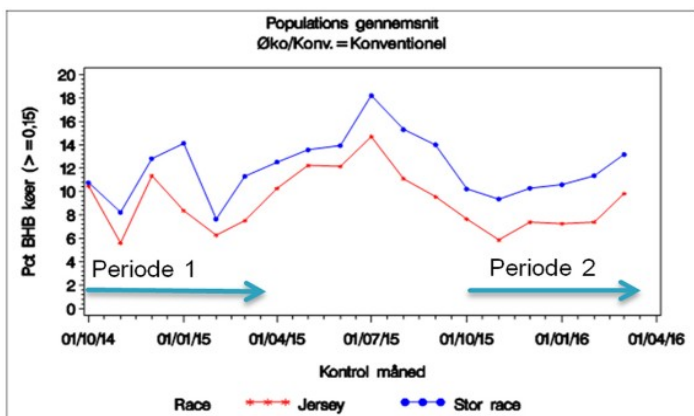 Populations gennemsnit
Øko/Konv. = Konventionel
Pct BHB køer (> =0,15)
20
18
16
14
12
10
8
6
4
2
0
Periode 1
Periode 2
01/10/14 01/01/15 01/04/15 01/07/15 01/10/15 01/01/16 01/04/16
Kontrol måned
Race Jersey Stor race